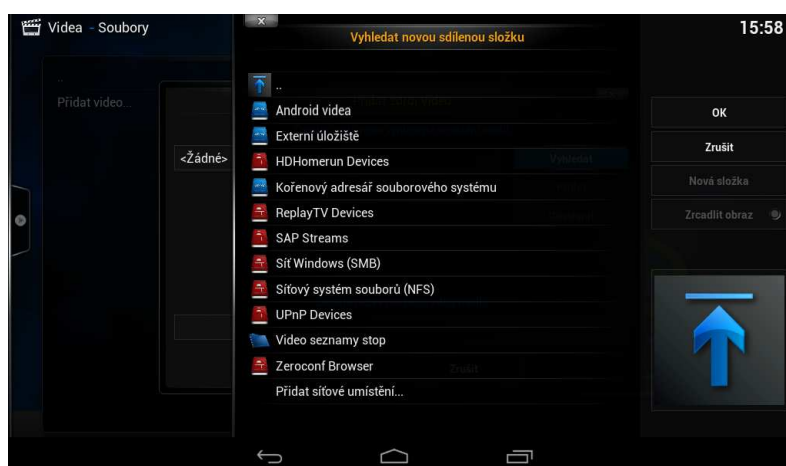 Videa - Soubory
Vyhledat novou sdílenou složku
15:58
..
Přidat video...
<Žádné>
..
Android videa
Externí úložiště
HDHomerun Devices
Kořenový adresář souborového systému
ReplayTV Devices
SAP Streams
Síť Windows (SMB)
Síťový systém souborů (NFS)
UPnP Devices
Video seznamy stop
Zeroconf Browser
Přidat síťové umístění...
Vyhledat
Zrušit
OK
Zrušit
Nová složka
Zrcadlit obraz